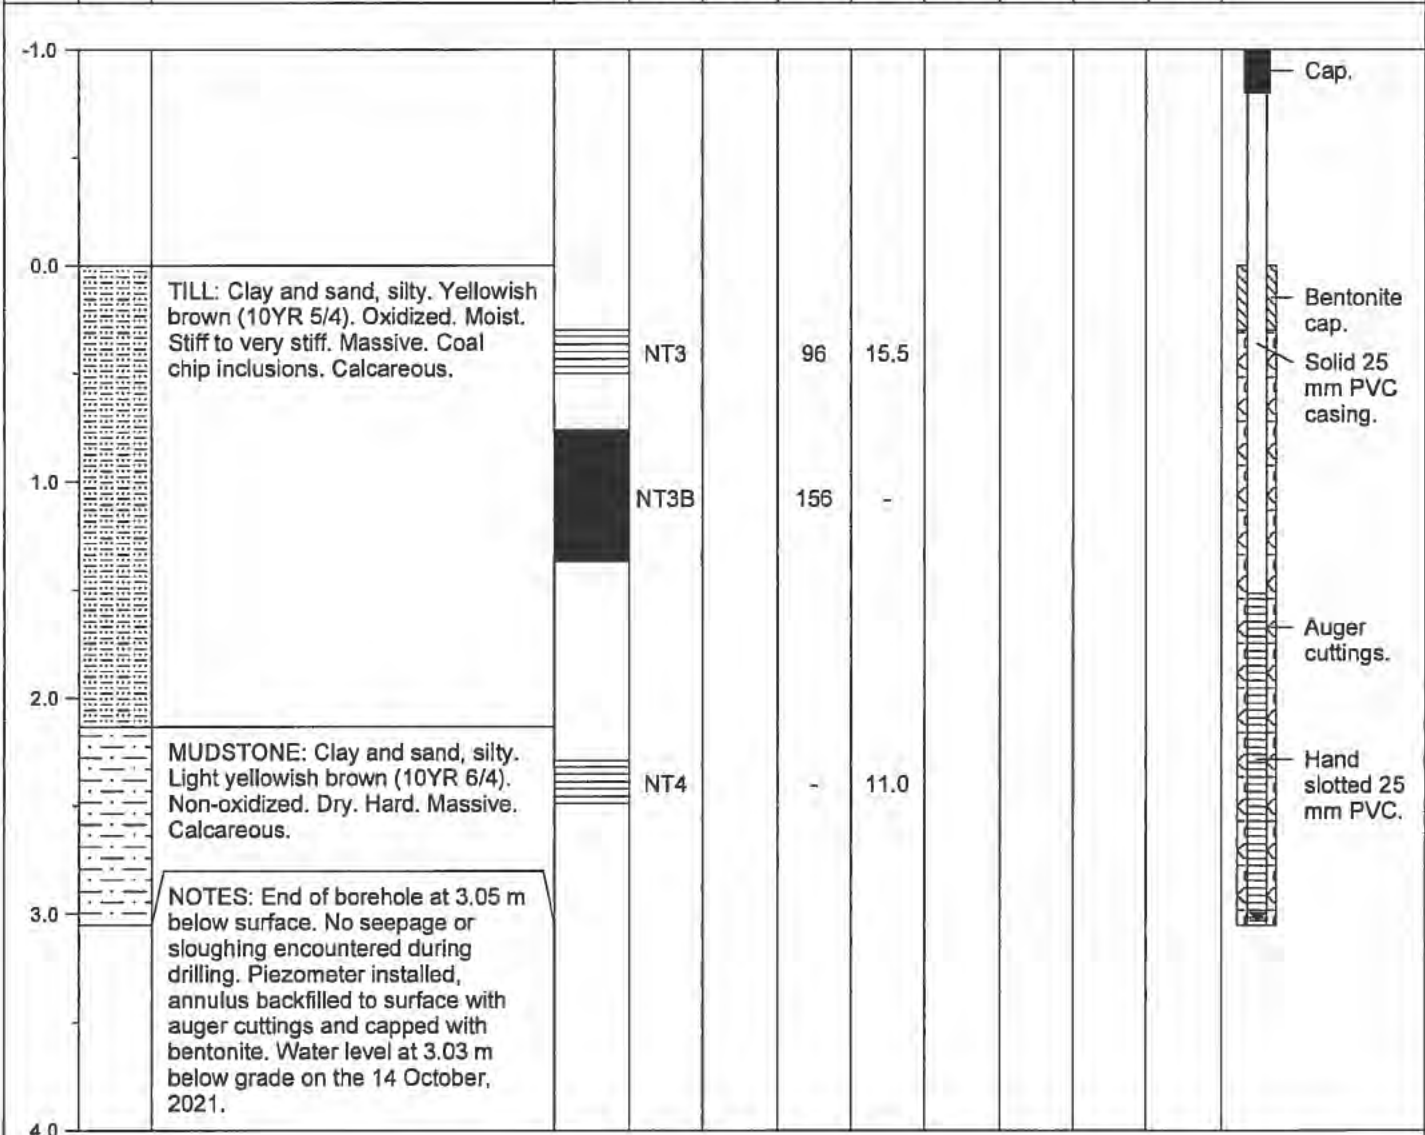 -1.0
Cap.
0.0
TILL: Clay and sand, silty. Yellowish
brown (10YR 5/4). Oxidized. Moist.
Stiff to very stiff. Massive. Coal
chip inclusions. Calcareous.
NT3 96 15.5
Bentonite
cap.
Solid 25
mm PVC
casing.
1.0
NT3B 156 -
Auger
cuttings.
2.0
MUDSTONE: Clay and sand, silty.
Light yellowish brown (10YR 6/4).
Non-oxidized. Dry. Hard. Massive.
Calcareous.
NT4 - 11.0
Hand
slotted 25
mm PVC.
3.0
NOTES: End of borehole at 3.05 m
below surface. No seepage or
sloughing encountered during
drilling. Piezometer installed,
annulus backfilled to surface with
auger cuttings and capped with
bentonite. Water level at 3.03 m
below grade on the 14 October,
2021.
4.0